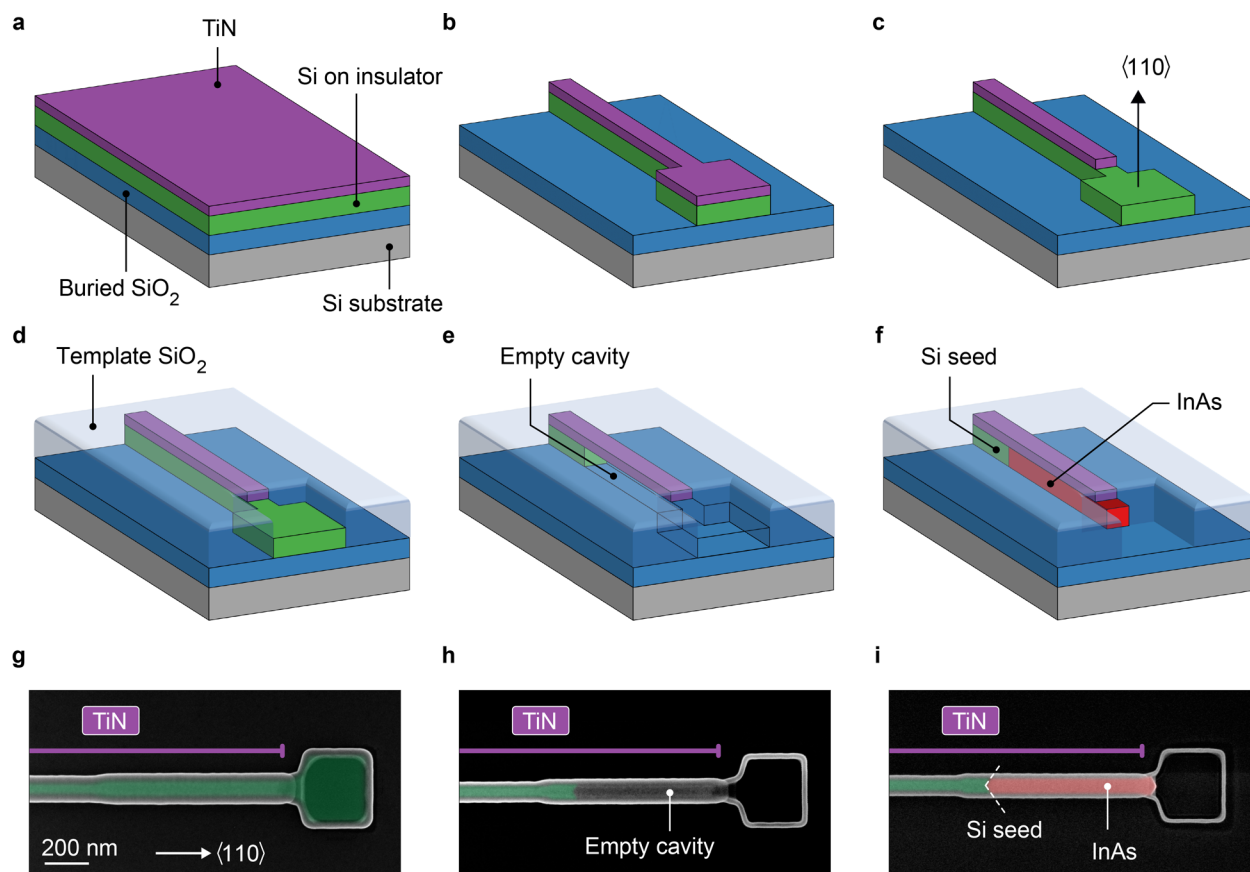 a
TiN
Si on insulator
Buried SiO₂
Si substrate
b
c
⟨110⟩
d
Template SiO₂
e
Empty cavity
f
Si seed
InAs
g
TiN
200 nm
⟨110⟩
h
TiN
Empty cavity
i
TiN
Si seed
InAs